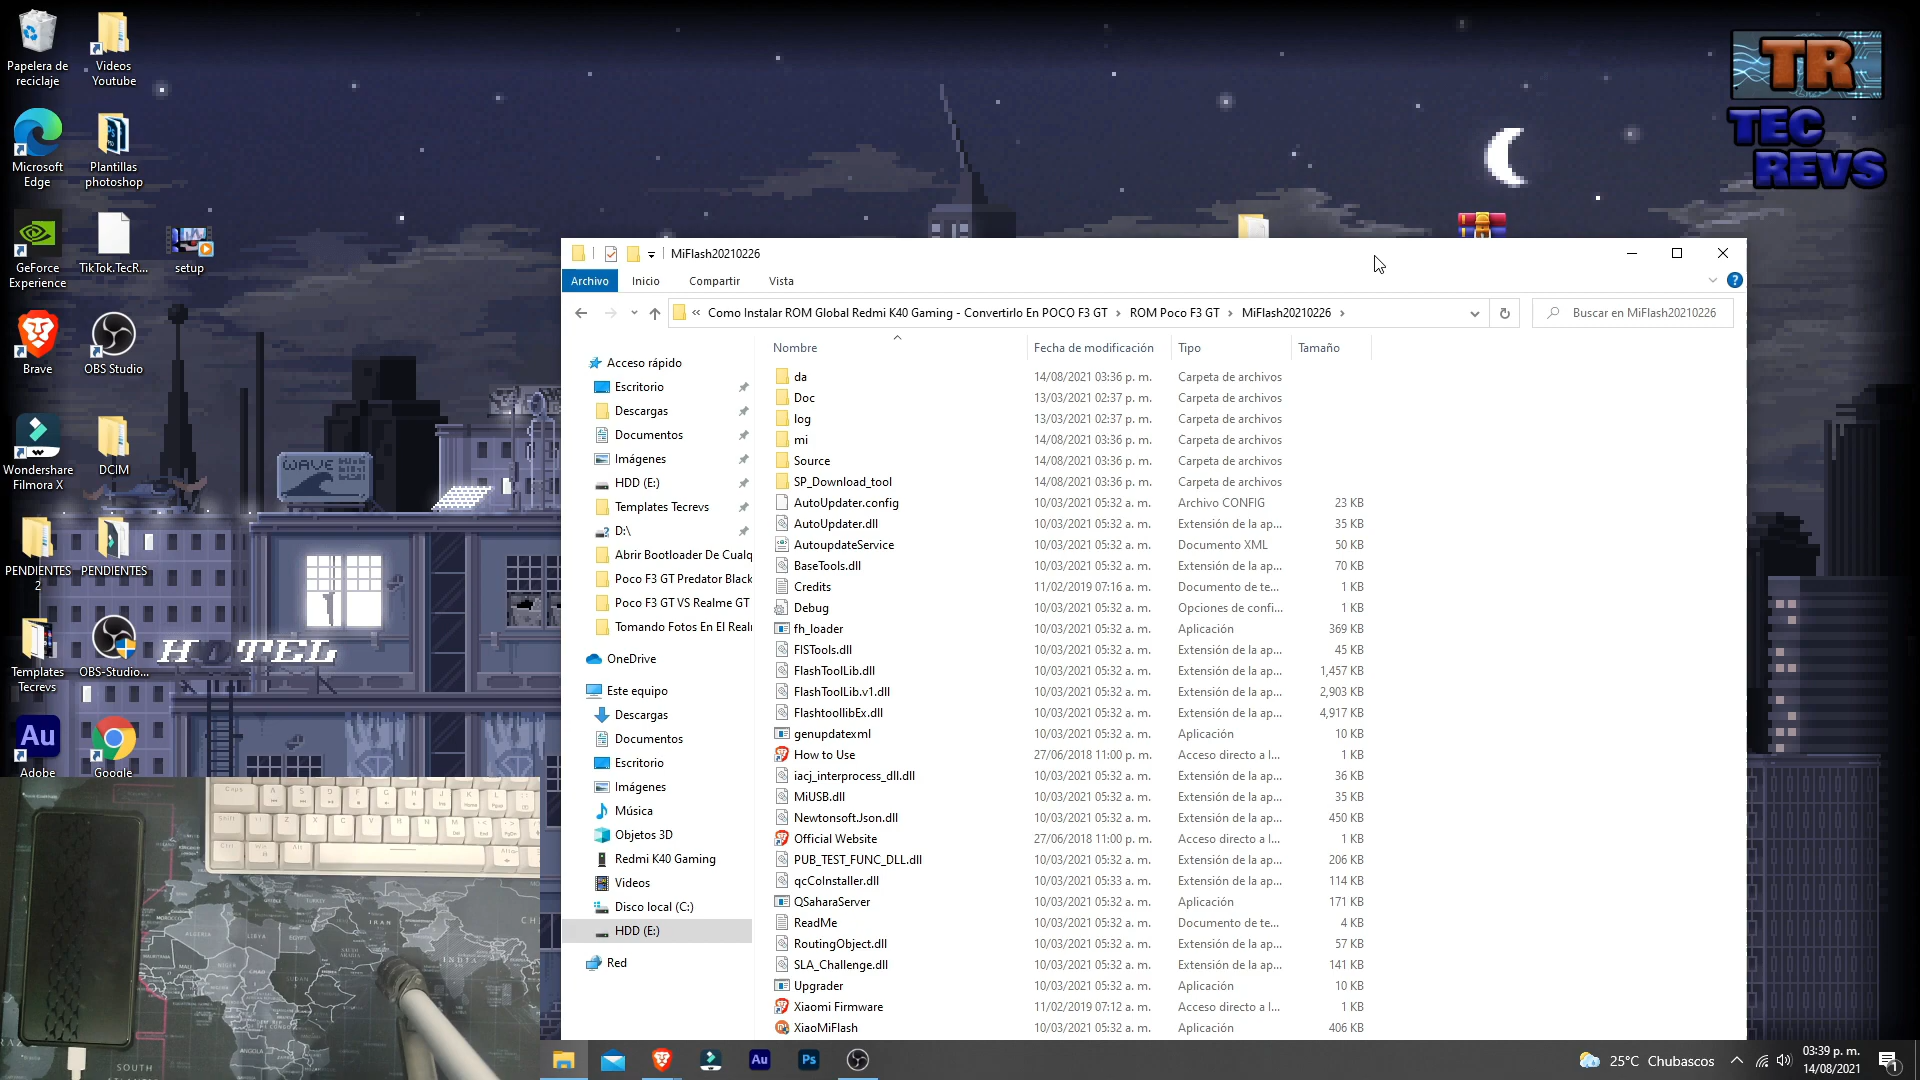 Papelera de
reciclaje
Videos
Youtube
Microsoft
Edge
Plantillas
photoshop
GeForce
Experience
TikTok.TecR...
setup
Brave
OBS Studio
Wondershare
Filmora X
DCIM
PENDIENTES
2
PENDIENTES
Templates
Tecrevs
OBS-Studio...
Au
Adobe
Google
WAVE
HOTEL
TR
TEC
REVS
MiFlash20210226
Archivo
Inicio
Compartir
Vista
« Como Instalar ROM Global Redmi K40 Gaming - Convertirlo En POCO F3 GT › ROM Poco F3 GT › MiFlash20210226 ›
Buscar en MiFlash20210226
Acceso rápido
Escritorio
Descargas
Documentos
Imágenes
HDD (E:)
Templates Tecrevs
D:\
Abrir Bootloader De Cualq
Poco F3 GT Predator Black
Poco F3 GT VS Realme GT
Tomando Fotos En El Real
OneDrive
Este equipo
Descargas
Documentos
Escritorio
Imágenes
Música
Objetos 3D
Redmi K40 Gaming
Videos
Disco local (C:)
HDD (E:)
Red
Nombre Fecha de modificación Tipo Tamaño
da 14/08/2021 03:36 p. m. Carpeta de archivos
Doc 13/03/2021 02:37 p. m. Carpeta de archivos
log 13/03/2021 02:37 p. m. Carpeta de archivos
mi 14/08/2021 03:36 p. m. Carpeta de archivos
Source 14/08/2021 03:36 p. m. Carpeta de archivos
SP_Download_tool 14/08/2021 03:36 p. m. Carpeta de archivos
AutoUpdater.config 10/03/2021 05:32 a. m. Archivo CONFIG 23 KB
AutoUpdater.dll 10/03/2021 05:32 a. m. Extensión de la ap... 35 KB
AutoupdateService 10/03/2021 05:32 a. m. Documento XML 50 KB
BaseTools.dll 10/03/2021 05:32 a. m. Extensión de la ap... 70 KB
Credits 11/02/2019 07:16 a. m. Documento de te... 1 KB
Debug 10/03/2021 05:32 a. m. Opciones de confi... 1 KB
fh_loader 10/03/2021 05:32 a. m. Aplicación 369 KB
FISTools.dll 10/03/2021 05:32 a. m. Extensión de la ap... 45 KB
FlashToolLib.dll 10/03/2021 05:32 a. m. Extensión de la ap... 1,457 KB
FlashToolLib.v1.dll 10/03/2021 05:32 a. m. Extensión de la ap... 2,903 KB
FlashtoollibEx.dll 10/03/2021 05:32 a. m. Extensión de la ap... 4,917 KB
genupdatexml 10/03/2021 05:32 a. m. Aplicación 10 KB
How to Use 27/06/2018 11:00 p. m. Acceso directo a I... 1 KB
iacj_interprocess_dll.dll 10/03/2021 05:32 a. m. Extensión de la ap... 36 KB
MiUSB.dll 10/03/2021 05:32 a. m. Extensión de la ap... 35 KB
Newtonsoft.Json.dll 10/03/2021 05:32 a. m. Extensión de la ap... 450 KB
Official Website 27/06/2018 11:00 p. m. Acceso directo a I... 1 KB
PUB_TEST_FUNC_DLL.dll 10/03/2021 05:32 a. m. Extensión de la ap... 206 KB
qcCoInstaller.dll 10/03/2021 05:33 a. m. Extensión de la ap... 114 KB
QSaharaServer 10/03/2021 05:32 a. m. Aplicación 171 KB
ReadMe 10/03/2021 05:32 a. m. Documento de te... 4 KB
RoutingObject.dll 10/03/2021 05:32 a. m. Extensión de la ap... 57 KB
SLA_Challenge.dll 10/03/2021 05:32 a. m. Extensión de la ap... 141 KB
Upgrader 10/03/2021 05:32 a. m. Aplicación 10 KB
Xiaomi Firmware 11/02/2019 07:12 a. m. Acceso directo a I... 1 KB
XiaoMiFlash 10/03/2021 05:32 a. m. Aplicación 406 KB
Au
Ps
25°C Chubascos
03:39 p. m.
14/08/2021
1
ALGERIA
LIBYA
EGYPT
IRAN
INDIA
CHAD
SUDAN
ANGOLA
SOUTH